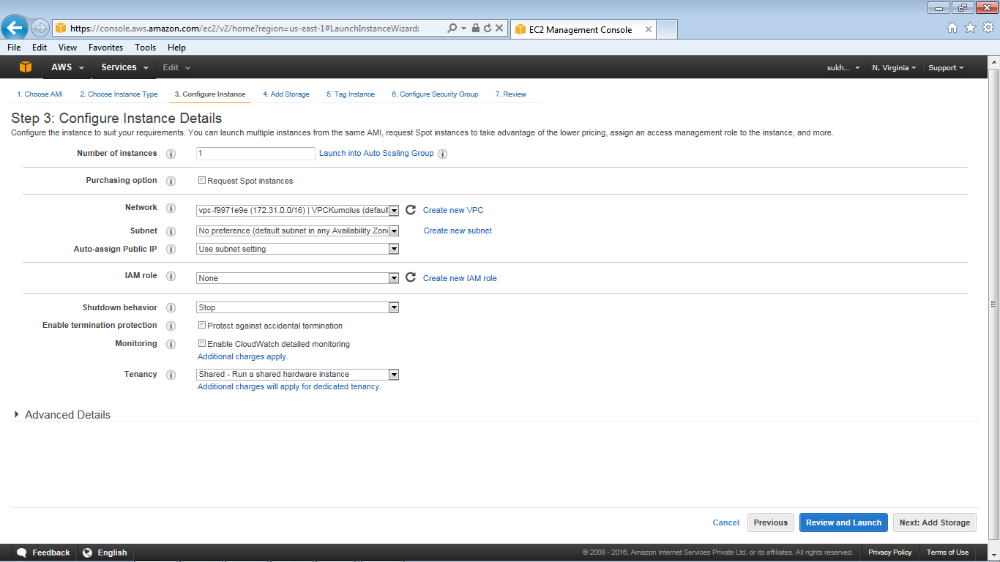 https://console.aws.amazon.com/ec2/v2/home?region=us-east-1#LaunchInstanceWizard:
EC2 Management Console
File Edit View Favorites Tools Help
AWS Services Edit sukh... N. Virginia Support
1. Choose AMI 2. Choose Instance Type 3. Configure Instance 4. Add Storage 5. Tag Instance 6. Configure Security Group 7. Review
Step 3: Configure Instance Details
Configure the instance to suit your requirements. You can launch multiple instances from the same AMI, request Spot instances to take advantage of the lower pricing, assign an access management role to the instance, and more.
Number of instances 1 Launch into Auto Scaling Group
Purchasing option Request Spot instances
Network vpc-f9971e9e (172.31.0.0/16) | VPCKumolus (default Create new VPC
Subnet No preference (default subnet in any Availability Zone Create new subnet
Auto-assign Public IP Use subnet setting
IAM role None Create new IAM role
Shutdown behavior Stop
Enable termination protection Protect against accidental termination
Monitoring Enable CloudWatch detailed monitoring
Additional charges apply.
Tenancy Shared - Run a shared hardware instance
Additional charges will apply for dedicated tenancy.
Advanced Details
Cancel Previous Review and Launch Next: Add Storage
Feedback English © 2008 - 2016, Amazon Internet Services Private Ltd. or its affiliates. All rights reserved. Privacy Policy Terms of Use